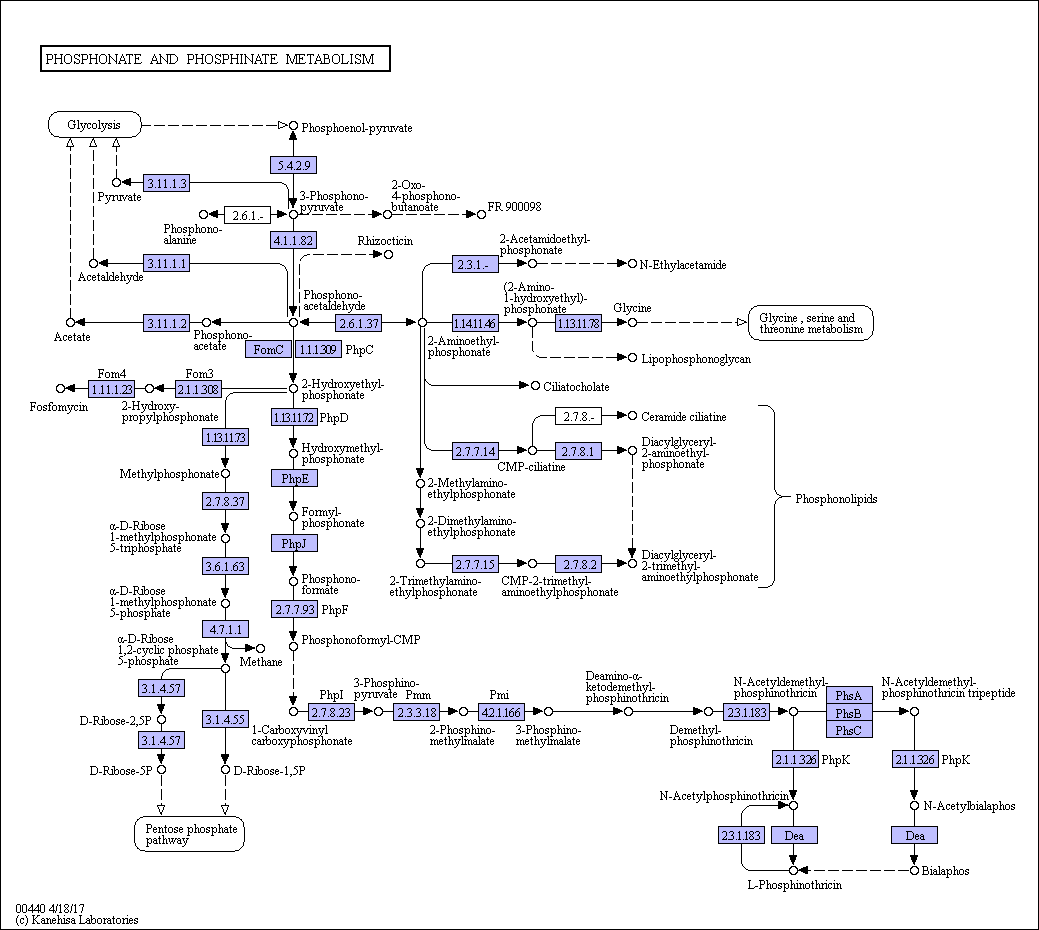 PHOSPHONATE AND PHOSPHINATE METABOLISM
Glycolysis
Phosphoenol-pyruvate
5.4.2.9
3.11.1.3
Pyruvate
3-Phosphono-
pyruvate
2-Oxo-
4-phosphono-
butanoate
FR 900098
2.6.1.-
Phosphono-
alanine
4.1.1.82
Rhizocticin
2-Acetamidoethyl-
phosphonate
3.11.1.1
Acetaldehyde
2.3.1.-
N-Ethylacetamide
Phosphono-
acetaldehyde
(2-Amino-
1-hydroxyethyl)-
phosphonate
Glycine
Glycine , serine and
threonine metabolism
3.11.1.2
Acetate
Phosphono-
acetate
2.6.1.37
1.14.11.46
1.13.11.78
2-Aminoethyl-
phosphonate
FomC
1.1.1.309
PhpC
Lipophosphonoglycan
Fom4
Fom3
1.11.1.23
2.1.1.308
2-Hydroxyethyl-
phosphonate
Ciliatocholate
Fosfomycin
2-Hydroxy-
propylphosphonate
1.13.11.72
PhpD
2.7.8.-
Ceramide ciliatine
1.13.11.73
Hydroxymethyl-
phosphonate
2.7.7.14
CMP-ciliatine
2.7.8.1
Diacylglyceryl-
2-aminoethyl-
phosphonate
Methylphosphonate
PhpE
2-Methylamino-
ethylphosphonate
Phosphonolipids
2.7.8.37
Formyl-
phosphonate
2-Dimethylamino-
ethylphosphonate
α-D-Ribose
1-methylphosphonate
5-triphosphate
PhpJ
3.6.1.63
Phosphono-
formate
2.7.7.15
2.7.8.2
2-Trimethylamino-
ethylphosphonate
CMP-2-trimethyl-
aminoethylphosphonate
Diacylglyceryl-
2-trimethyl-
aminoethylphosphonate
α-D-Ribose
1-methylphosphonate
5-phosphate
2.7.7.93
PhpF
4.7.1.1
Phosphonoformyl-CMP
α-D-Ribose
1,2-cyclic phosphate
5-phosphate
Methane
3.1.4.57
PhpI
2.7.8.23
3-Phosphino-
pyruvate
Pmm
2.3.3.18
Pmi
4.2.1.166
Deamino-α-
ketodemethyl-
phosphinothricin
N-Acetyldemethyl-
phosphinothricin
PhsA
PhsB
PhsC
N-Acetyldemethyl-
phosphinothricin tripeptide
2.3.1.183
D-Ribose-2,5P
3.1.4.55
1-Carboxyvinyl
carboxyphosphonate
2-Phosphino-
methylmalate
3-Phosphino-
methylmalate
Demethyl-
phosphinothricin
3.1.4.57
2.1.1.326
PhpK
2.1.1.326
PhpK
D-Ribose-5P
D-Ribose-1,5P
N-Acetylphosphinothricin
N-Acetylbialaphos
Pentose phosphate
pathway
2.3.1.183
Dea
Dea
L-Phosphinothricin
Bialaphos
00440 4/18/17
(c) Kanehisa Laboratories